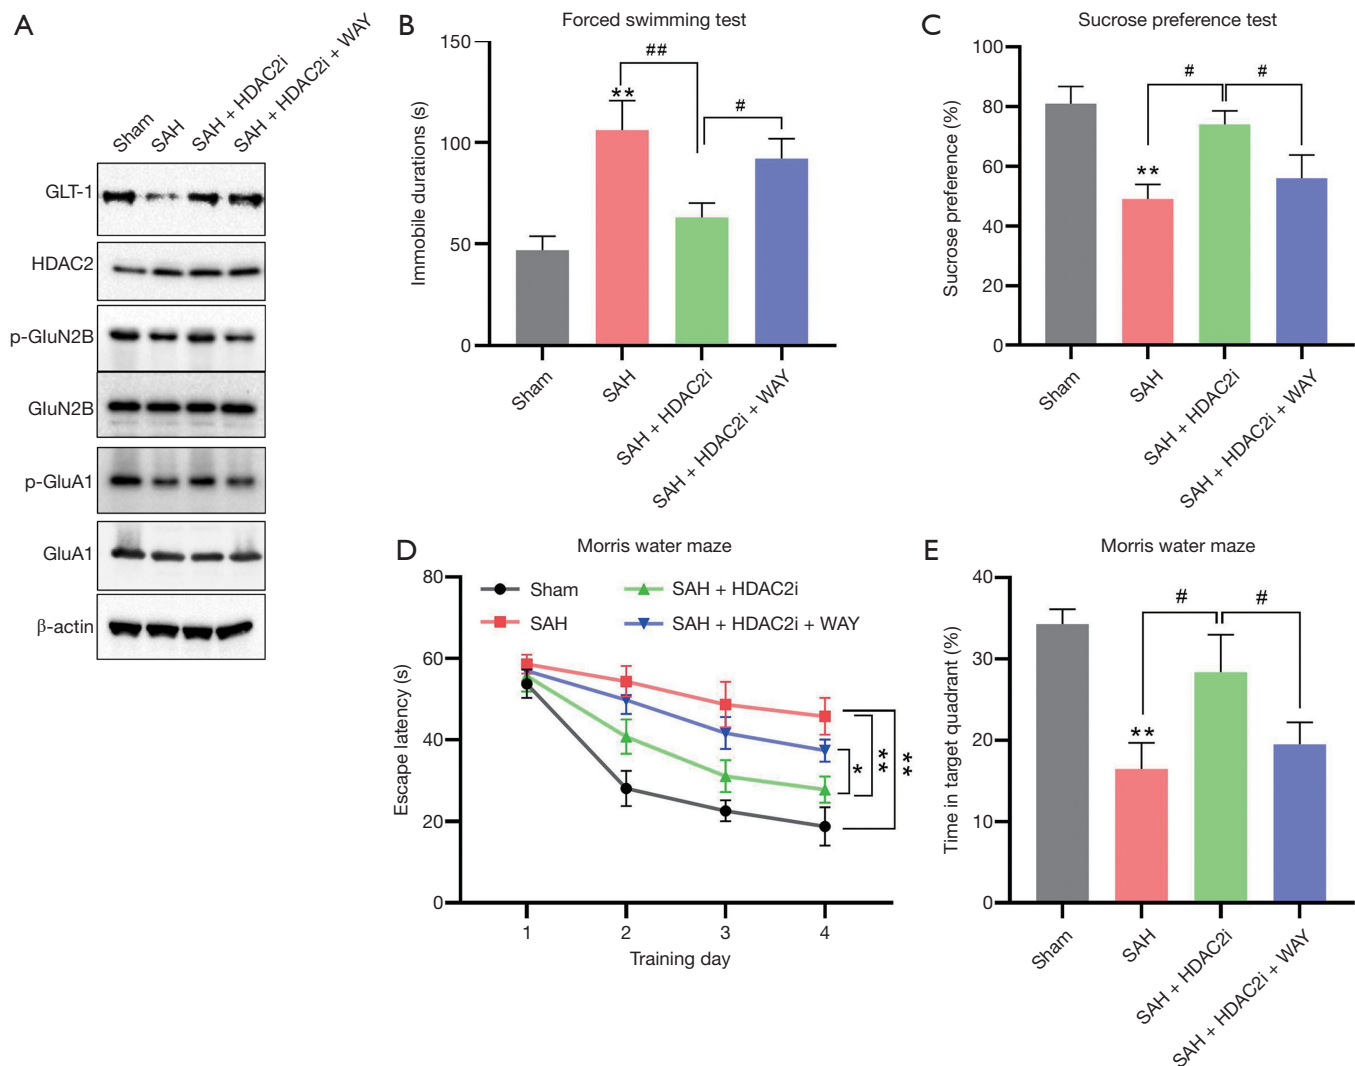 A
Sham
SAH
SAH + HDAC2i
SAH + HDAC2i + WAY
GLT-1
HDAC2
p-GluN2B
GluN2B
p-GluA1
GluA1
β-actin
B
Forced swimming test
Immobile durations (s)
150
100
50
0
##
**
#
Sham
SAH
SAH + HDAC2i
SAH + HDAC2i + WAY
C
Sucrose preference test
Sucrose preference (%)
100
80
60
40
20
0
#
#
**
Sham
SAH
SAH + HDAC2i
SAH + HDAC2i + WAY
D
Morris water maze
Escape latency (s)
80
60
40
20
0
Sham
SAH
SAH + HDAC2i
SAH + HDAC2i + WAY
*
**
**
1 2 3 4
Training day
E
Morris water maze
Time in target quadrant (%)
40
30
20
10
0
#
#
**
Sham
SAH
SAH + HDAC2i
SAH + HDAC2i + WAY